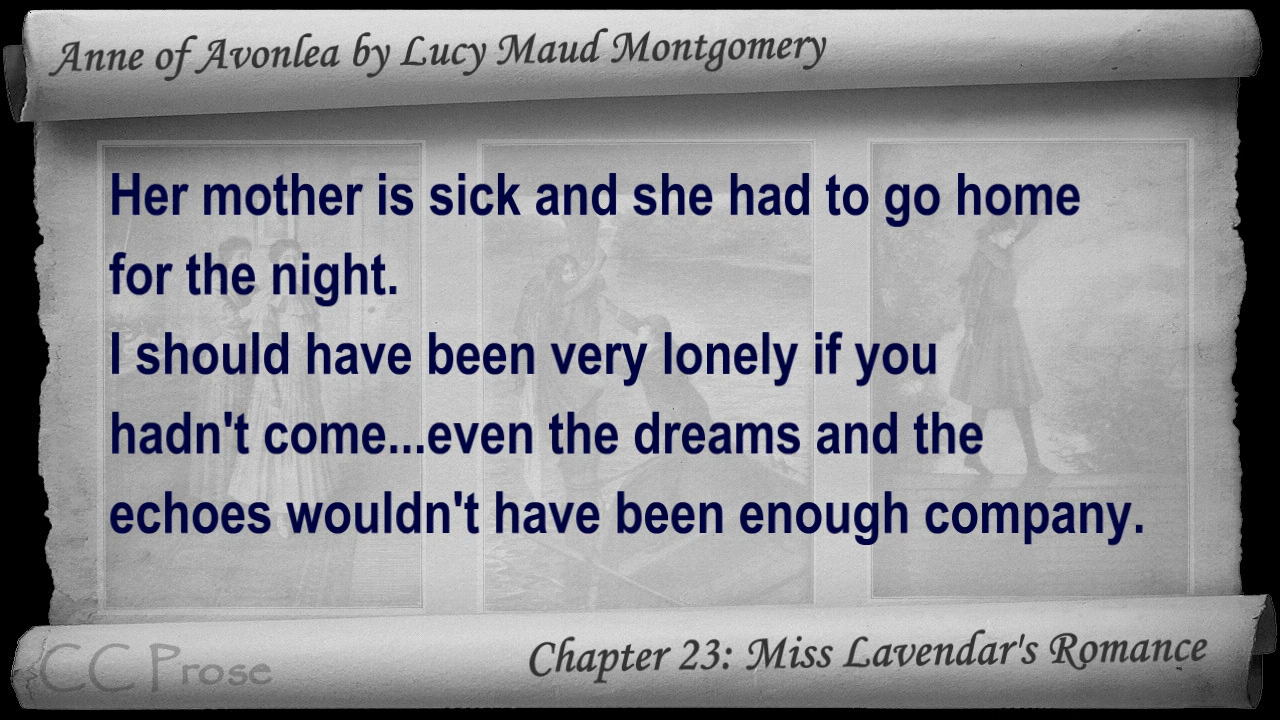 Anne of Avonlea by Lucy Maud Montgomery
Her mother is sick and she had to go home
for the night.
I should have been very lonely if you
hadn't come...even the dreams and the
echoes wouldn't have been enough company.
CC Prose
Chapter 23: Miss Lavendar's Romance